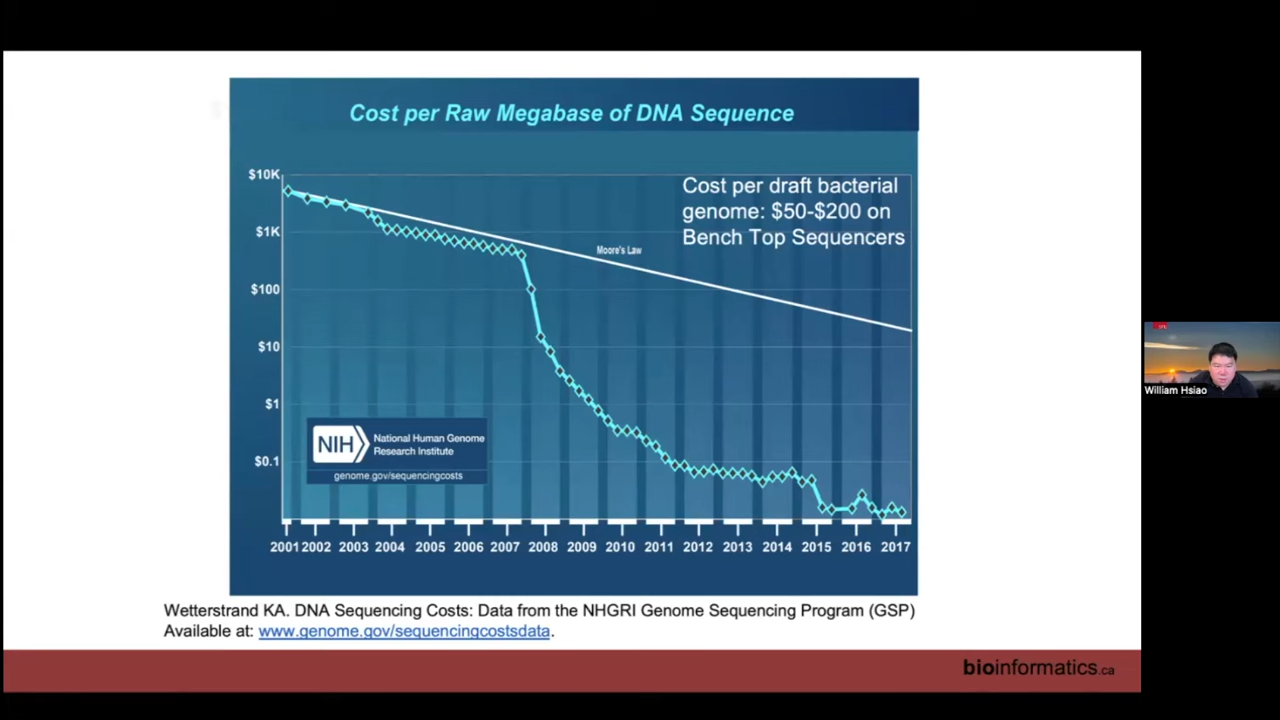 Cost per Raw Megabase of DNA Sequence
$10K
$1K
$100
$10
$1
$0.1
Cost per draft bacterial
genome: $50-$200 on
Bench Top Sequencers
Moore's Law
NIH
National Human Genome
Research Institute
genome.gov/sequencingcosts
2001 2002 2003 2004 2005 2006 2007 2008 2009 2010 2011 2012 2013 2014 2015 2016 2017
Wetterstrand KA. DNA Sequencing Costs: Data from the NHGRI Genome Sequencing Program (GSP)
Available at: www.genome.gov/sequencingcostsdata.
bioinformatics.ca
William Hsiao